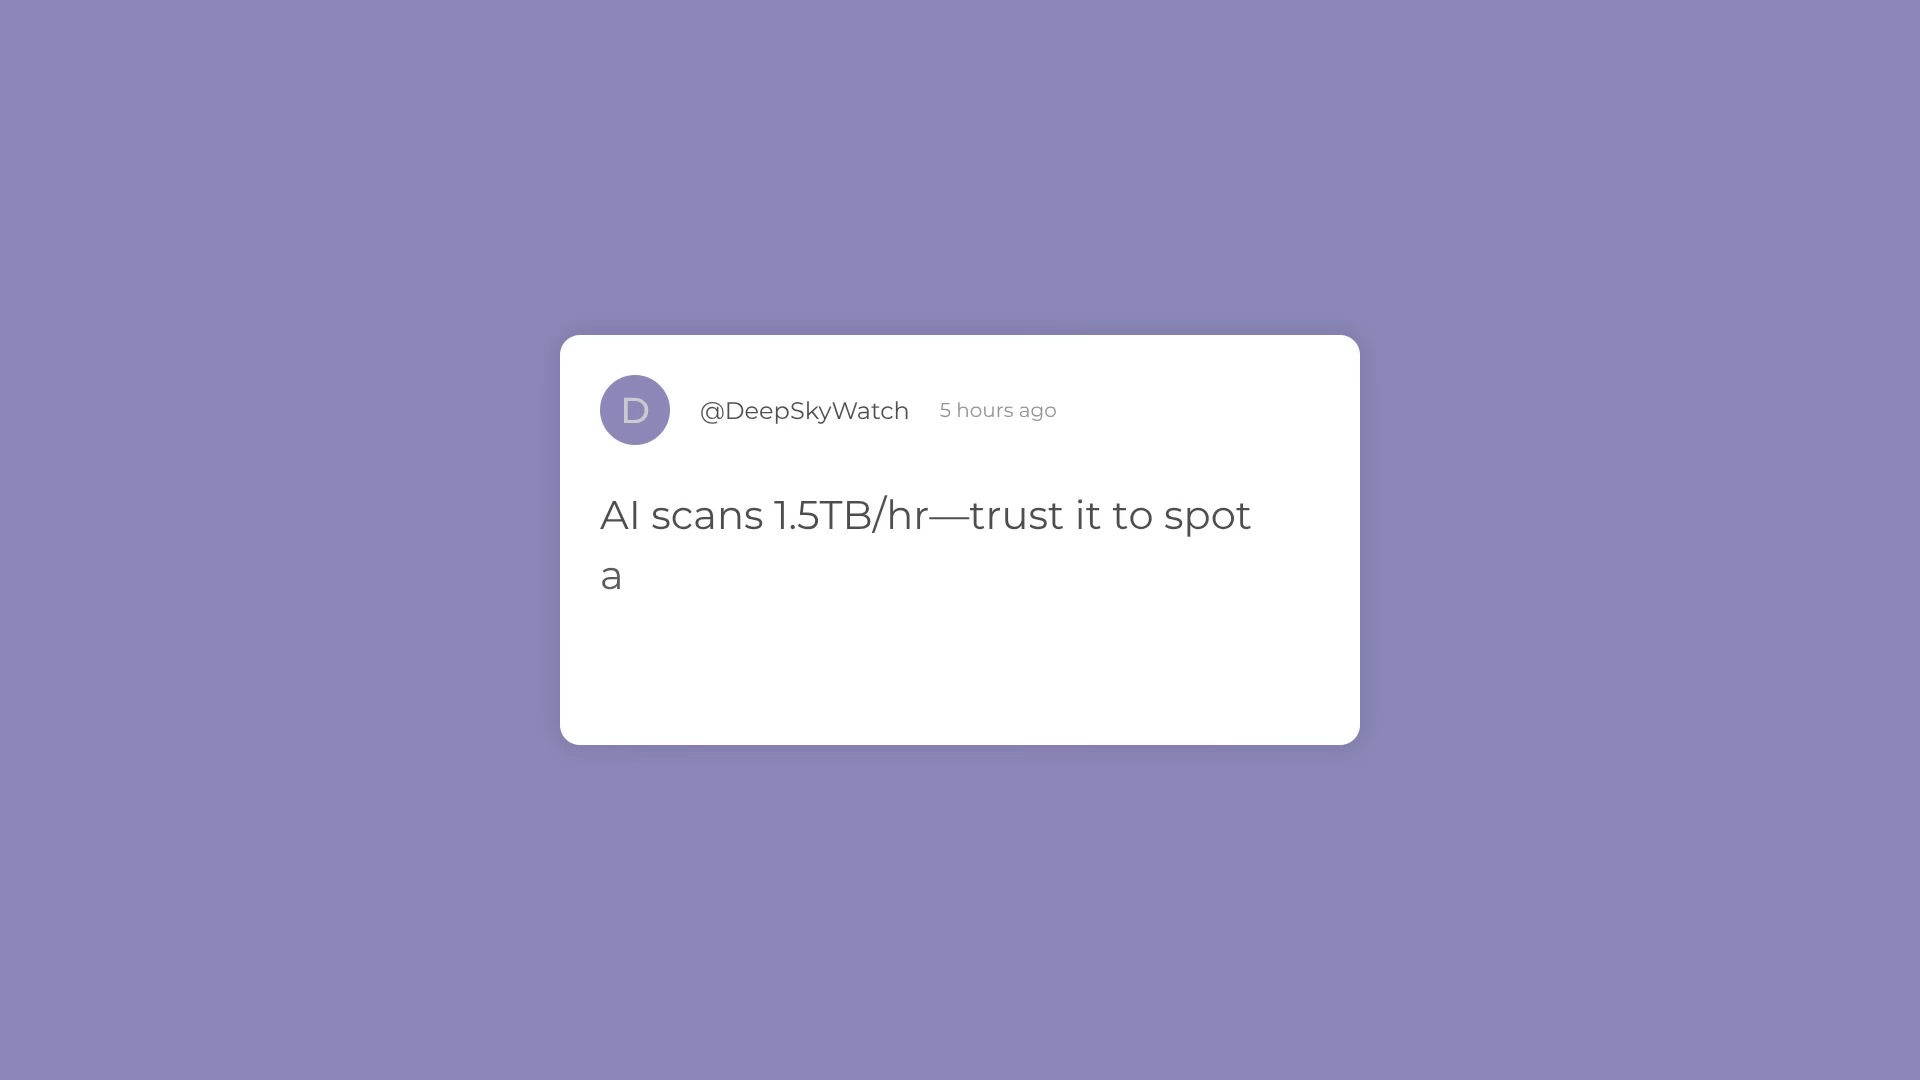 D
@DeepSkyWatch 5 hours ago
AI scans 1.5TB/hr—trust it to spot
a